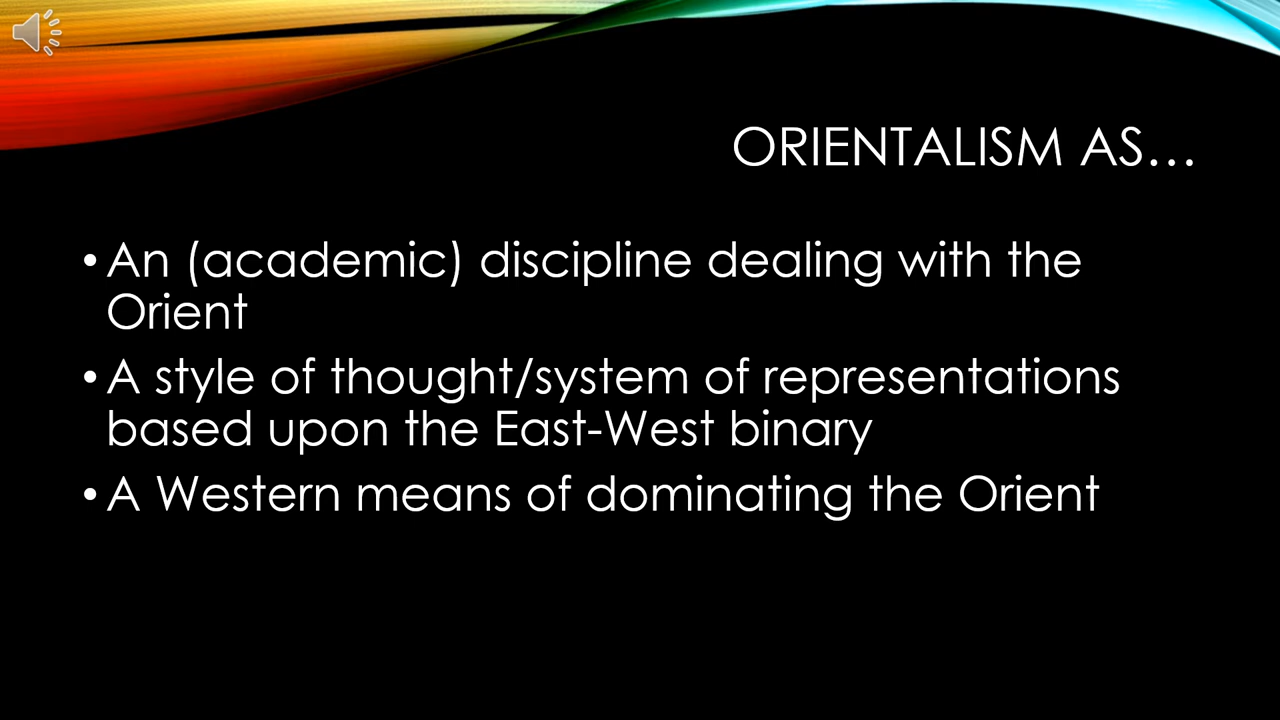 ORIENTALISM AS…
• An (academic) discipline dealing with the
Orient
• A style of thought/system of representations
based upon the East-West binary
• A Western means of dominating the Orient